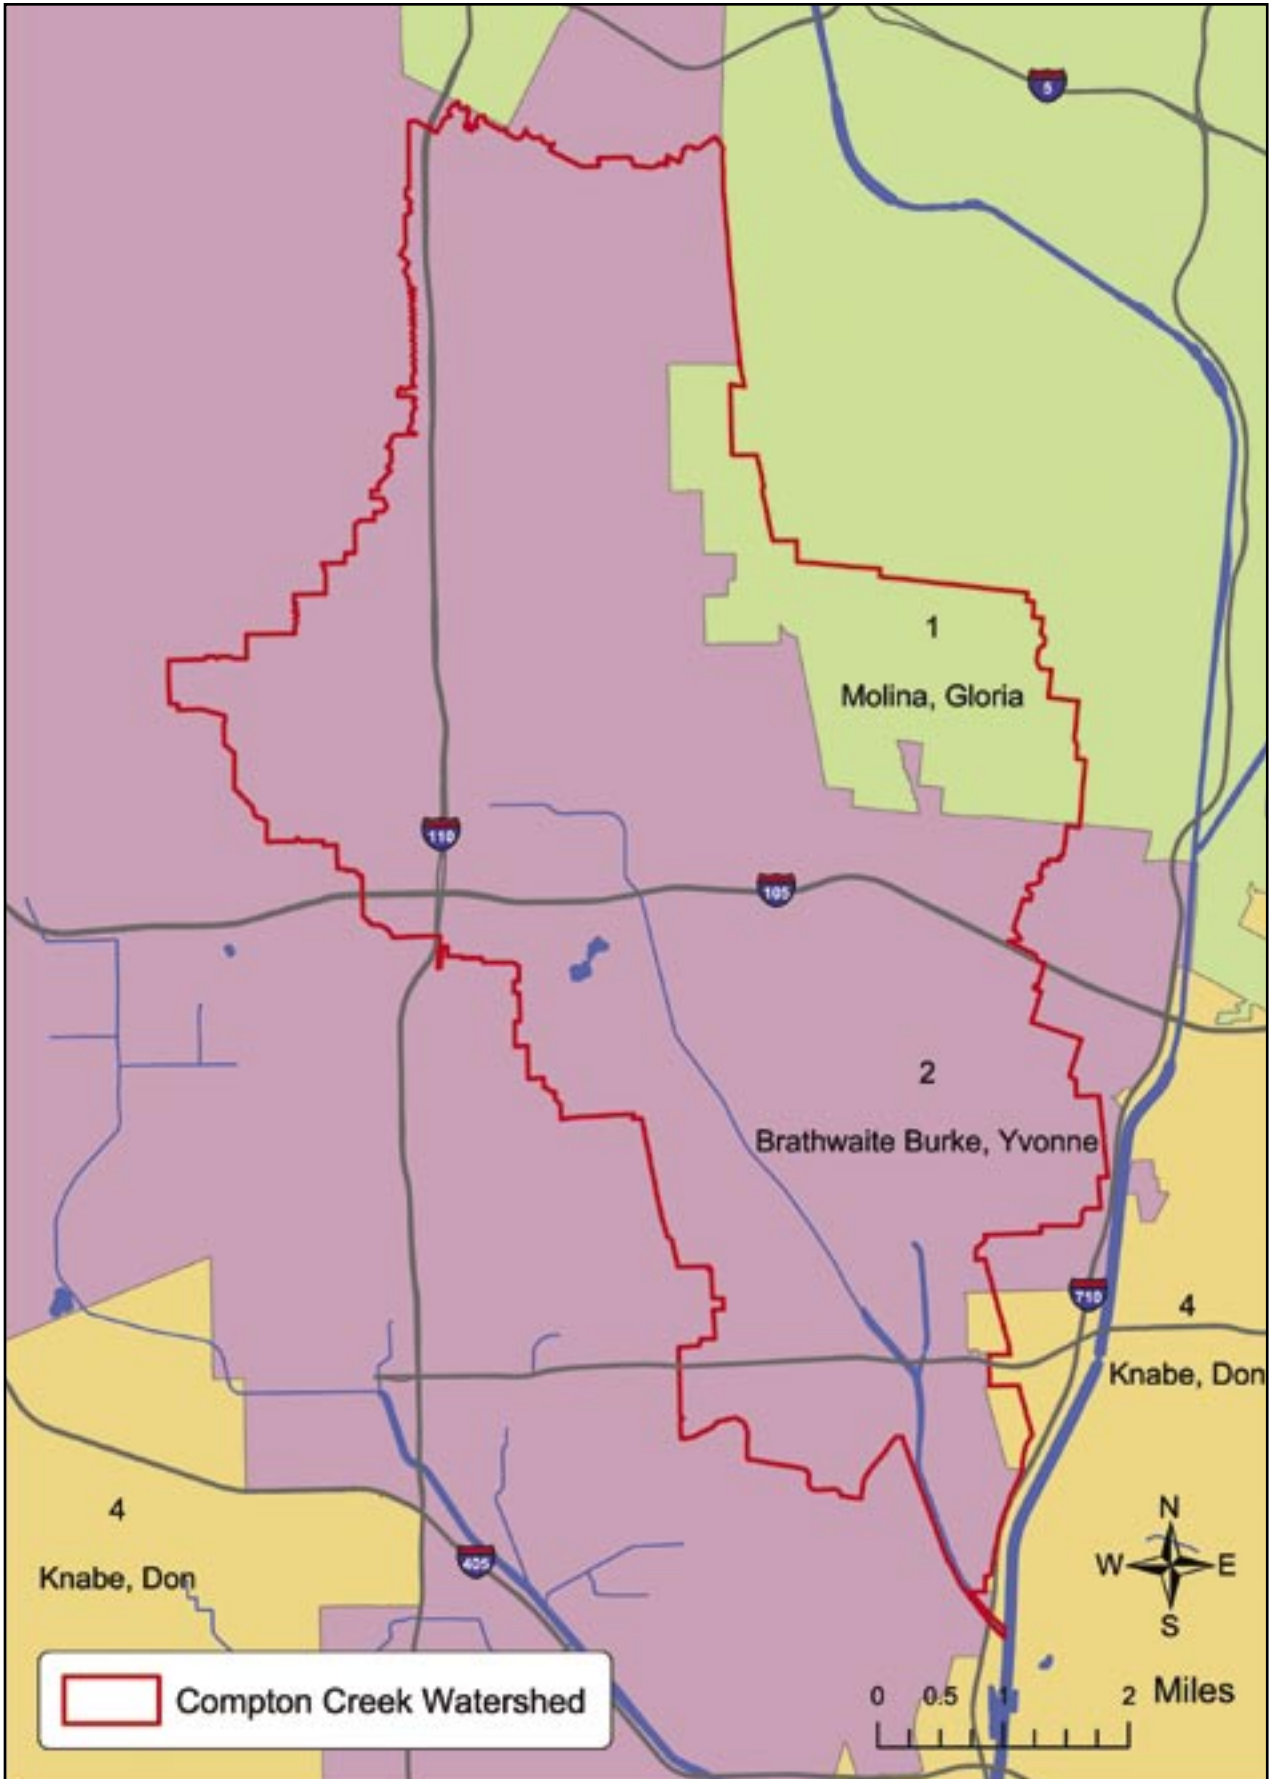 5
1
Molina, Gloria
110
105
2
Brathwaite Burke, Yvonne
710
4
Knabe, Don
4
Knabe, Don
405
N
W E
S
Compton Creek Watershed
0 0.5 1 2 Miles